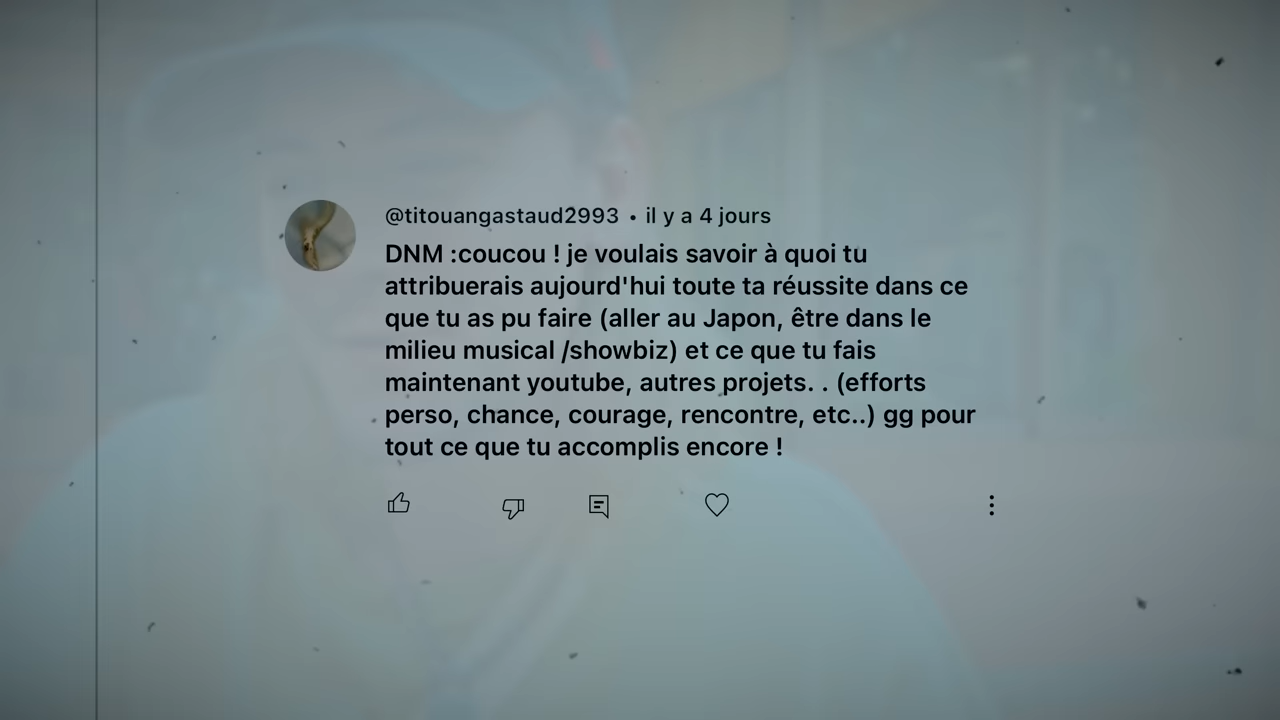 @titouangastaud2993 • il y a 4 jours
DNM :coucou ! je voulais savoir à quoi tu
attribuerais aujourd'hui toute ta réussite dans ce
que tu as pu faire (aller au Japon, être dans le
milieu musical /showbiz) et ce que tu fais
maintenant youtube, autres projets. . (efforts
perso, chance, courage, rencontre, etc..) gg pour
tout ce que tu accomplis encore !